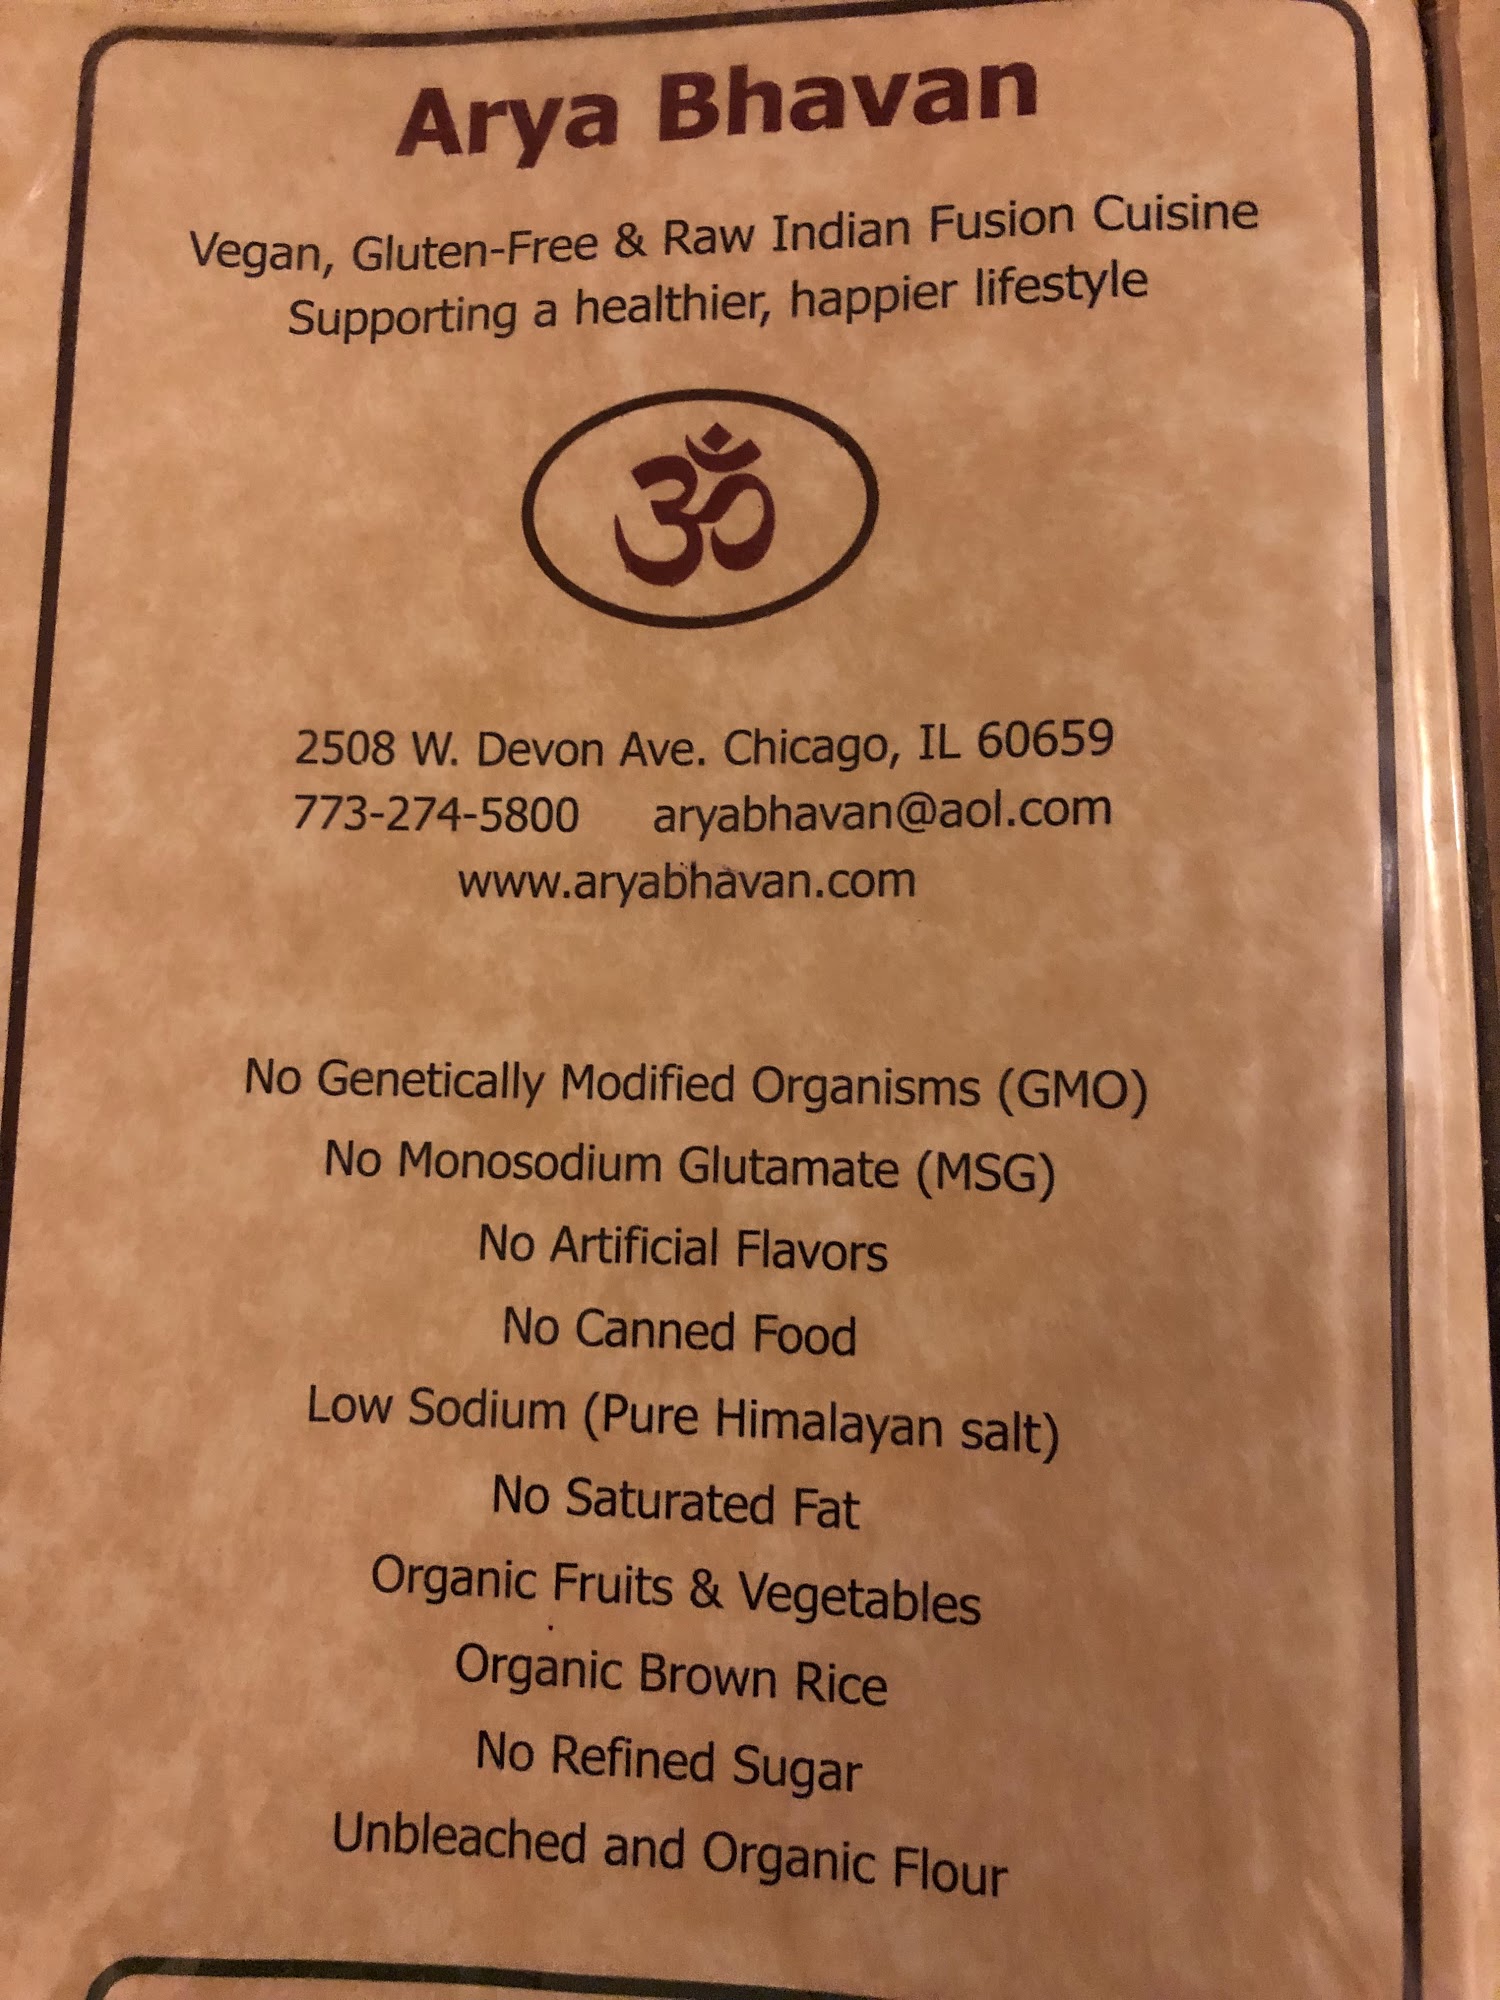 Arya Bhavan
Vegan, Gluten-Free & Raw Indian Fusion Cuisine
Supporting a healthier, happier lifestyle
ॐ
2508 W. Devon Ave. Chicago, IL 60659
773-274-5800 aryabhavan@aol.com
www.aryabhavan.com
No Genetically Modified Organisms (GMO)
No Monosodium Glutamate (MSG)
No Artificial Flavors
No Canned Food
Low Sodium (Pure Himalayan salt)
No Saturated Fat
Organic Fruits & Vegetables
Organic Brown Rice
No Refined Sugar
Unbleached and Organic Flour